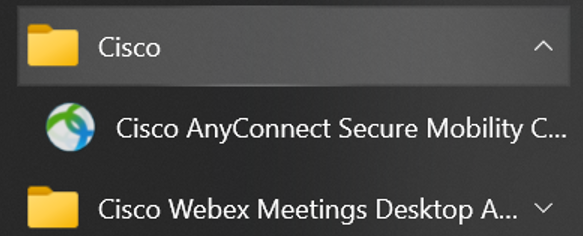 Cisco
Cisco AnyConnect Secure Mobility C...
Cisco Webex Meetings Desktop A...